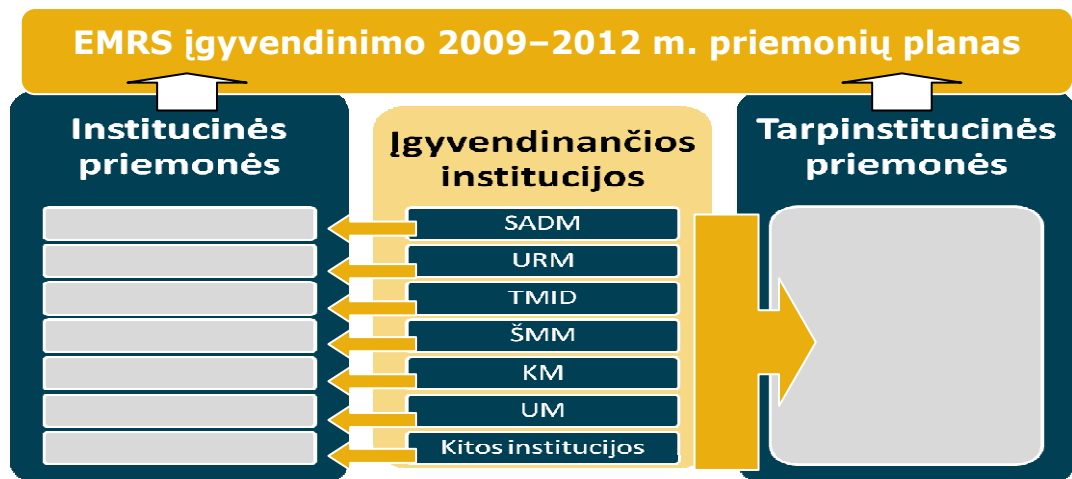 EMRS įgyvendinimo 2009–2012 m. priemonių planas
Institucinės
priemonės
Įgyvendinančios
institucijos
SADM
URM
TMID
ŠMM
KM
UM
Kitos institucijos
Tarpinstitucinės
priemonės